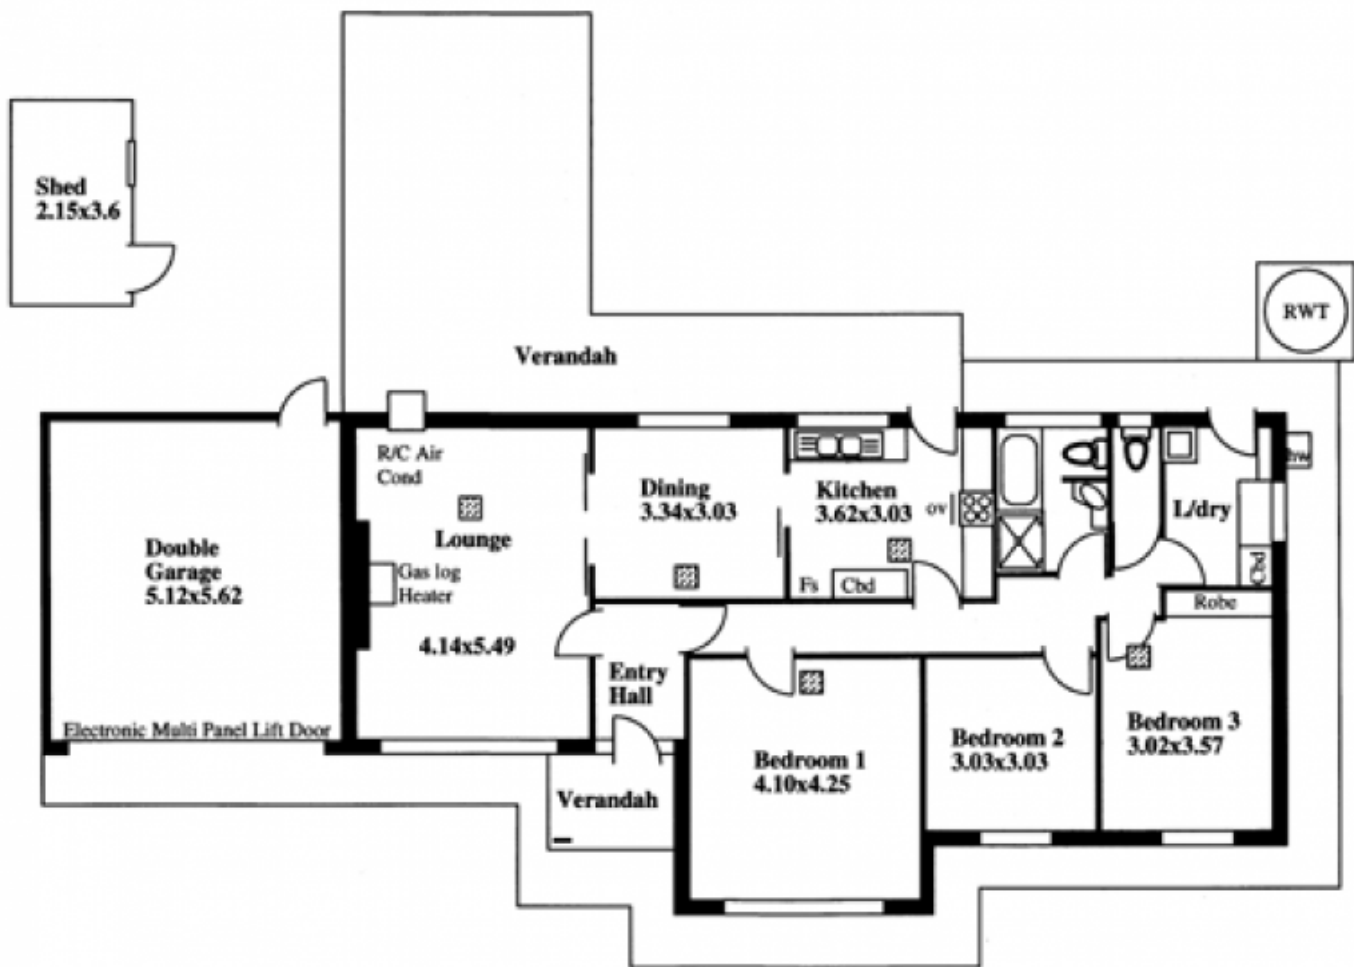 Shed
2.15x3.6
RWT
Verandah
R/C Air
Cond
Dining
3.34x3.03
Kitchen
3.62x3.03
ov
hw
L/dry
Lounge
Double
Garage
5.12x5.62
Gas log
Heater
Fs
Cbd
Cbd
Robe
4.14x5.49
Entry
Hall
Electronic Multi Panel Lift Door
Bedroom 1
4.10x4.25
Bedroom 2
3.03x3.03
Bedroom 3
3.02x3.57
Verandah